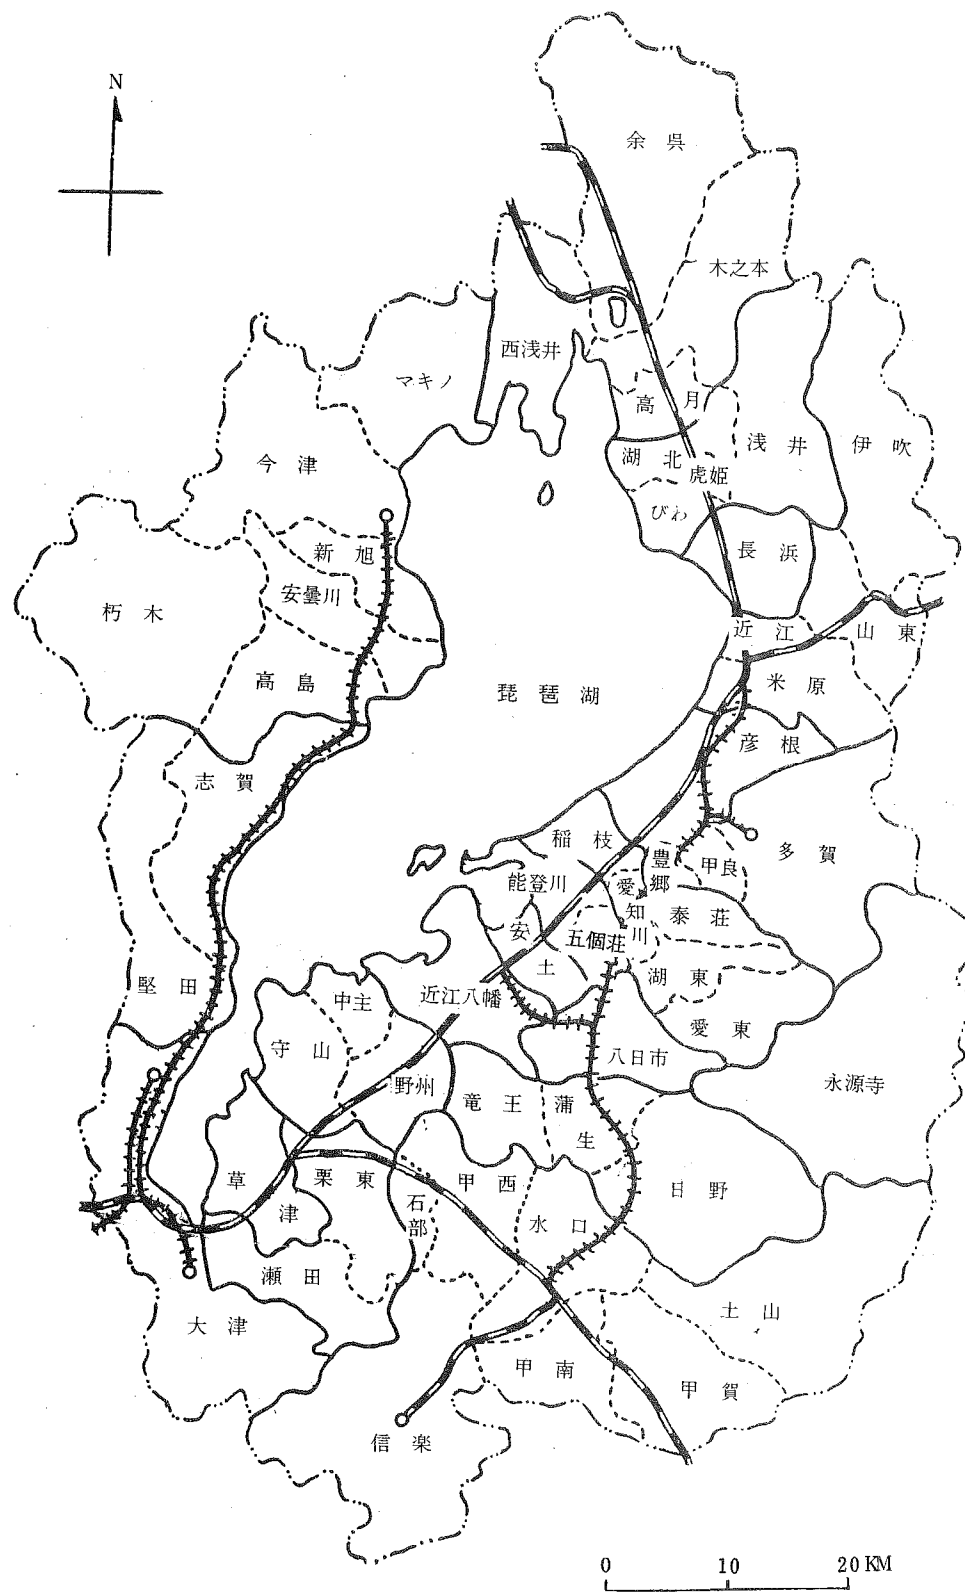 N
余呉
木之本
西浅井
マキノ
高月
浅井
伊吹
今津
湖北
虎姫
びわ
新旭
長浜
安曇川
朽木
近江
山東
高島
琵琶湖
米原
彦根
志賀
稲枝
豊郷
甲良
多賀
能登川
愛知川
泰荘
安土
五個荘
湖東
堅田
中主
近江八幡
愛東
守山
八日市
野州
竜王
蒲生
永源寺
草津
栗東
石部
甲西
水口
日野
瀬田
大津
土山
甲南
甲賀
信楽
0 10 20 KM